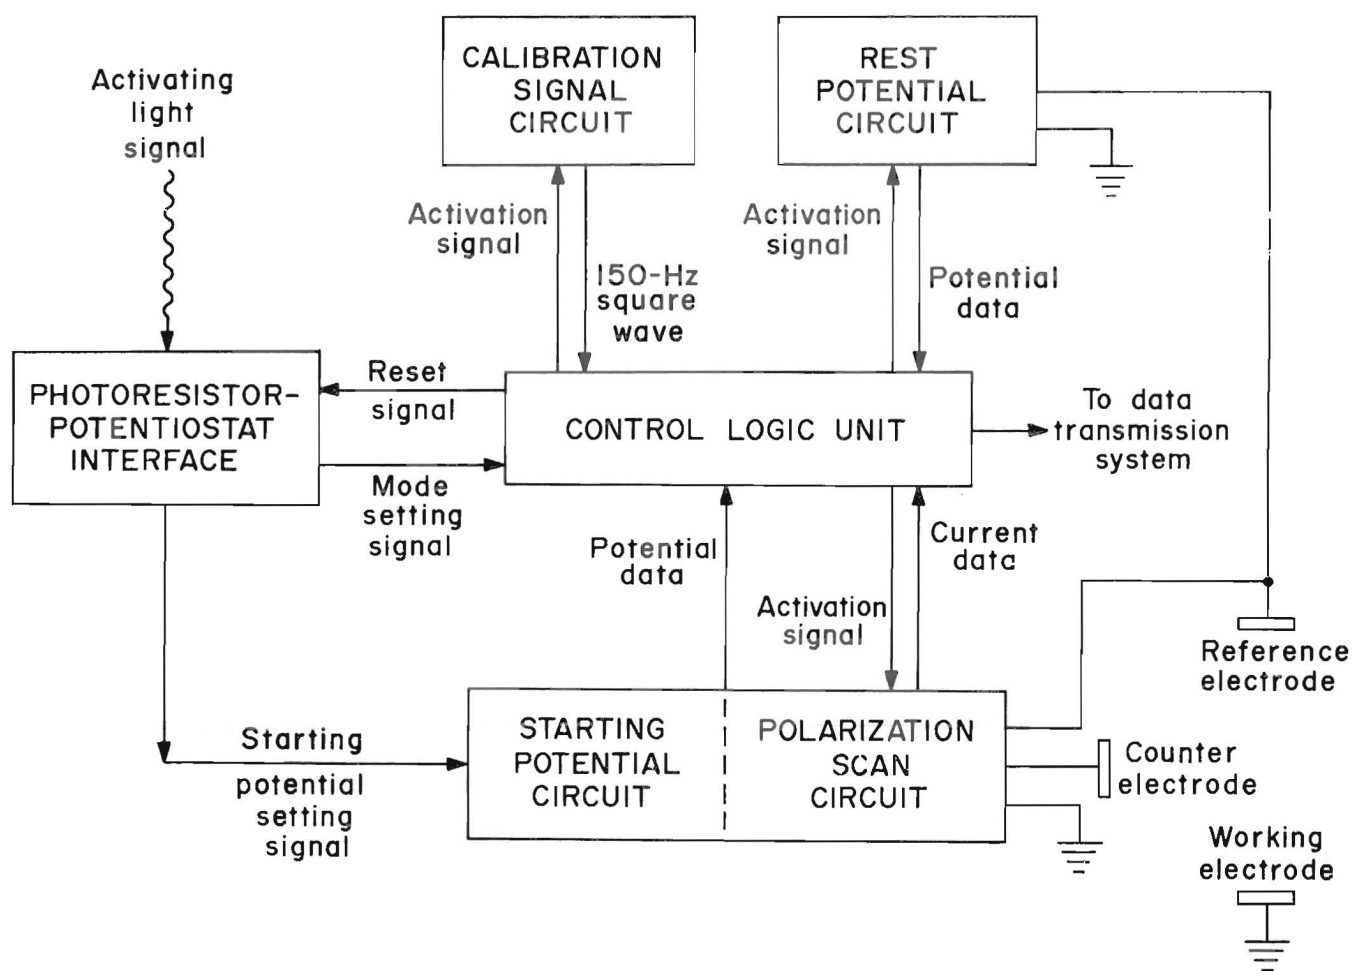 CALIBRATION
SIGNAL
CIRCUIT
REST
POTENTIAL
CIRCUIT
Activating
light
signal
Activation
signal
150-Hz
square
wave
Activation
signal
Potential
data
PHOTORESISTOR-
POTENTIOSTAT
INTERFACE
Reset
signal
Mode
setting
signal
CONTROL LOGIC UNIT
To data
transmission
system
Potential
data
Activation
signal
Current
data
Reference
electrode
Starting
potential
setting
signal
STARTING
POTENTIAL
CIRCUIT
POLARIZATION
SCAN
CIRCUIT
Counter
electrode
Working
electrode